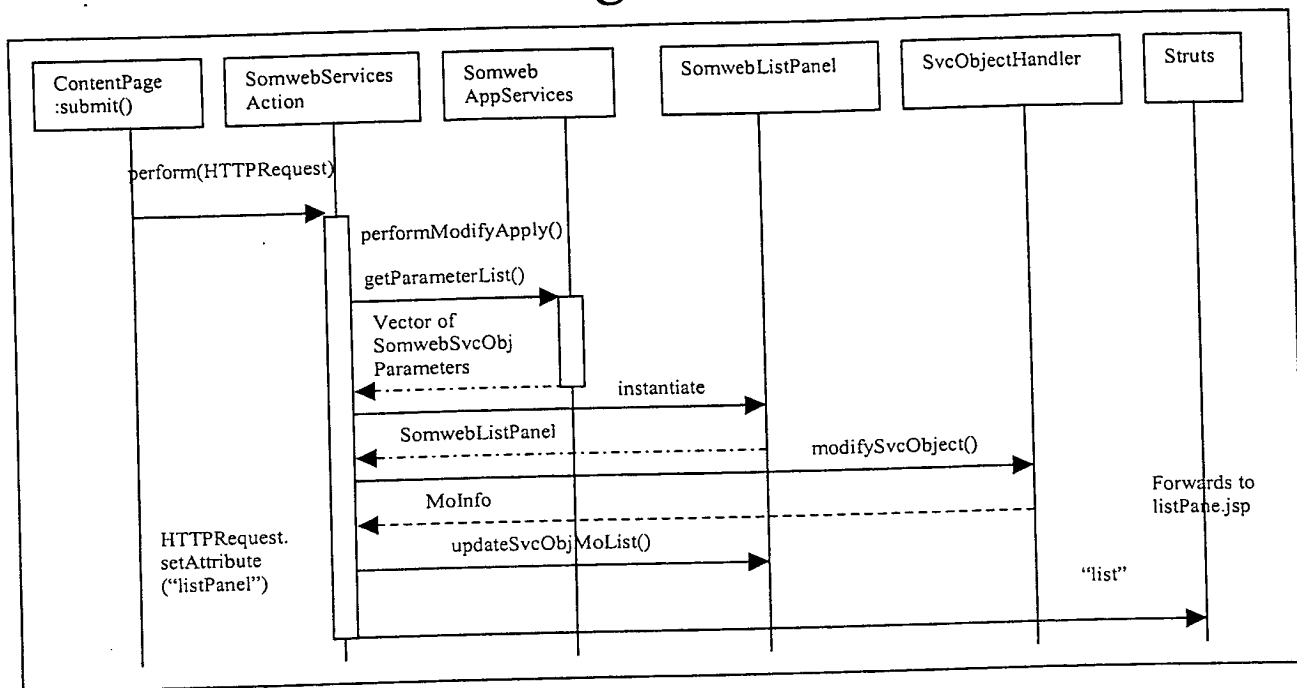 ContentPage
:submit()
SomwebServices
Action
Somweb
AppServices
SomwebListPanel
SvcObjectHandler
Struts
perform(HTTPRequest)
performModifyApply()
getParameterList()
Vector of
SomwebSvcObj
Parameters
instantiate
SomwebListPanel
modifySvcObject()
MoInfo
Forwards to
listPane.jsp
HTTPRequest.
setAttribute
(“listPanel”)
updateSvcObjMoList()
“list”